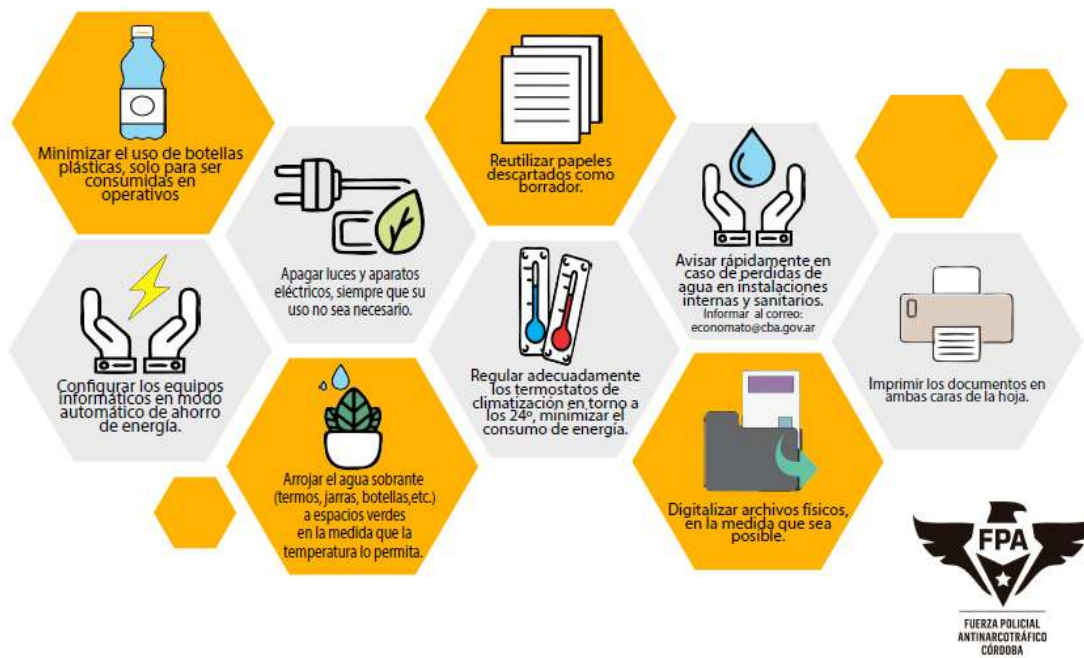 Minimizar el uso de botellas
plásticas, solo para ser
consumidas en
operativos
Reutilizar papeles
descartados como
borrador.
Apagar luces y aparatos
eléctricos, siempre que su
uso no sea necesario.
Avisar rápidamente en
caso de perdidas de
agua en instalaciones
internas y sanitarios.
Informar al correo:
economato@cba.gov.ar
Configurar los equipos
informáticos en modo
automático de ahorro
de energía.
Regular adecuadamente
los termostatos de
climatización en torno a
los 24º, minimizar el
consumo de energía.
Imprimir los documentos en
ambas caras de la hoja.
Arrojar el agua sobrante
(termos, jarras, botellas,etc.)
a espacios verdes
en la medida que la
temperatura lo permita.
Digitalizar archivos físicos,
en la medida que sea
posible.
FPA
FUERZA POLICIAL
ANTINARCOTRÁFICO
CÓRDOBA